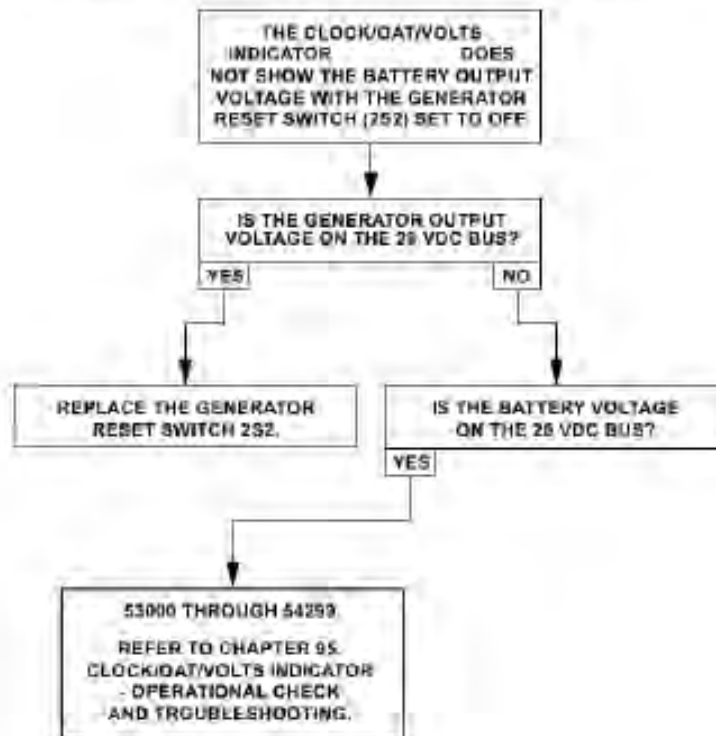 THE CLOCK/OAT/VOLTS
INDICATOR DOES
NOT SHOW THE BATTERY OUTPUT
VOLTAGE WITH THE GENERATOR
RESET SWITCH (2S2) SET TO OFF
IS THE GENERATOR OUTPUT
VOLTAGE ON THE 28 VDC BUS?
YES
NO
REPLACE THE GENERATOR
RESET SWITCH 2S2.
IS THE BATTERY VOLTAGE
ON THE 28 VDC BUS?
YES
53000 THROUGH 54299
REFER TO CHAPTER 95.
CLOCK/OAT/VOLTS INDICATOR
- OPERATIONAL CHECK
AND TROUBLESHOOTING.